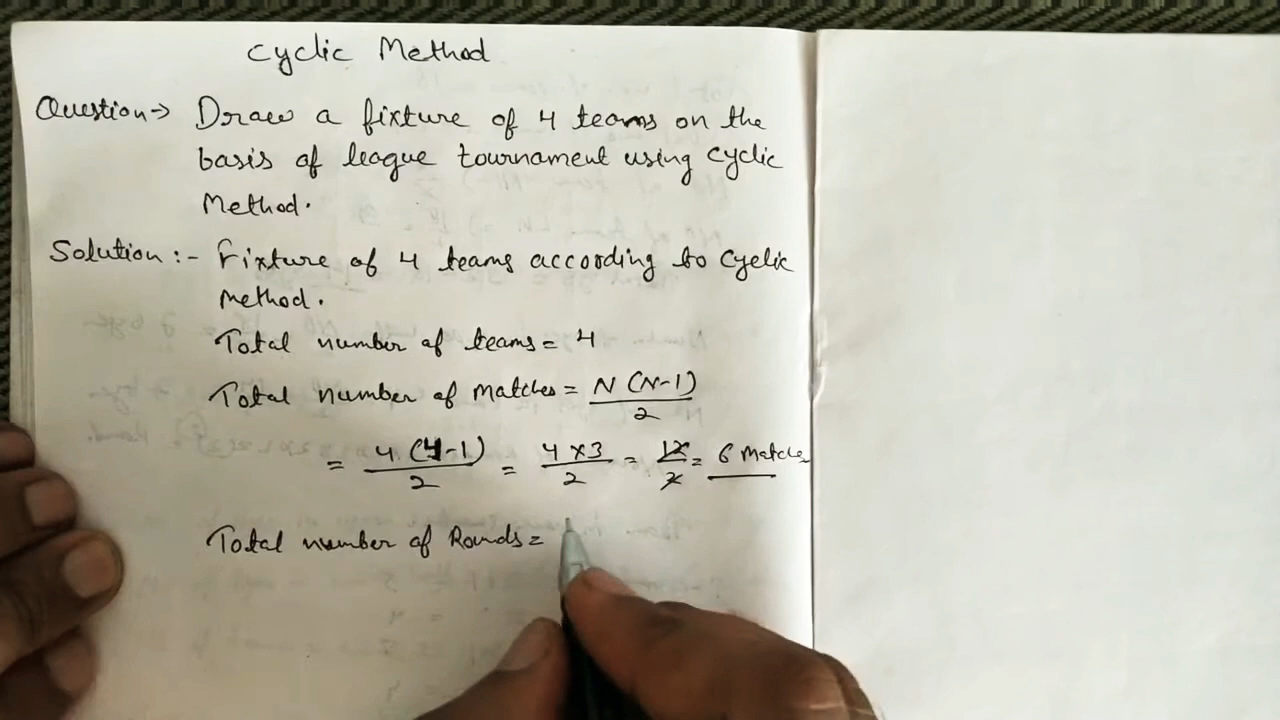 Cyclic Method
Question → Draw a fixture of 4 teams on the
basis of league tournament using cyclic
Method.
Solution :- Fixture of 4 teams according to cyclic
method.
Total number of teams = 4
Total number of Matches = N (N-1) / 2
= 4 (4-1) / 2 = 4 × 3 / 2 = 12 / 2 = 6 Matches
Total number of Rounds =